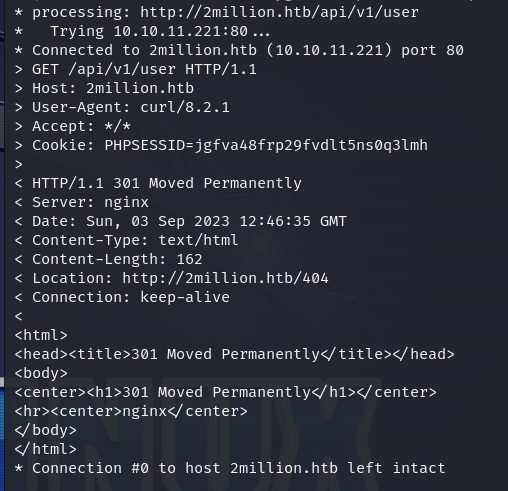 * processing: http://2million.htb/api/v1/user
*   Trying 10.10.11.221:80...
* Connected to 2million.htb (10.10.11.221) port 80
> GET /api/v1/user HTTP/1.1
> Host: 2million.htb
> User-Agent: curl/8.2.1
> Accept: */*
> Cookie: PHPSESSID=jgfva48frp29fvdlt5ns0q3lmh
>
< HTTP/1.1 301 Moved Permanently
< Server: nginx
< Date: Sun, 03 Sep 2023 12:46:35 GMT
< Content-Type: text/html
< Content-Length: 162
< Location: http://2million.htb/404
< Connection: keep-alive
<
<html>
<head><title>301 Moved Permanently</title></head>
<body>
<center><h1>301 Moved Permanently</h1></center>
<hr><center>nginx</center>
</body>
</html>
* Connection #0 to host 2million.htb left intact